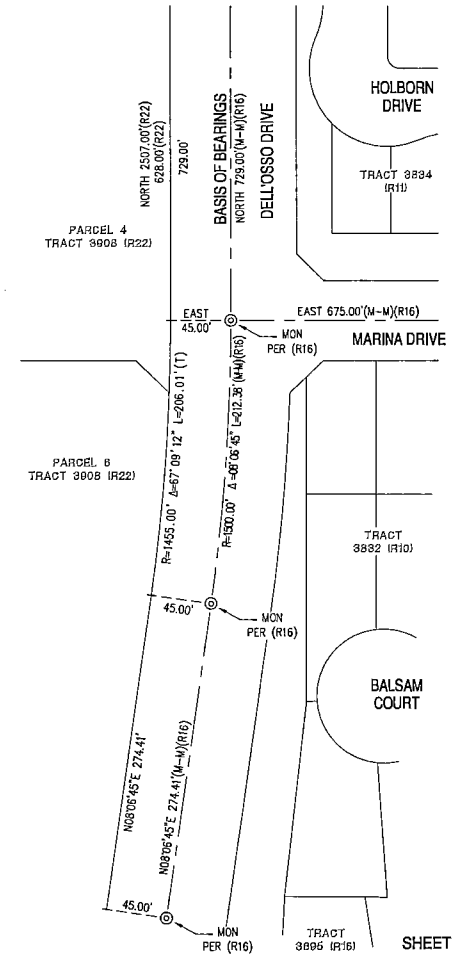 HOLBORN
DRIVE
TRACT 3834
(R11)
NORTH 2507.00'(R22)
628.00'(R22)
729.00'
BASIS OF BEARINGS
NORTH 729.00'(M-M)(R16)
DELL'OSSO DRIVE
PARCEL 4
TRACT 3908 (R22)
EAST
45.00'
EAST 675.00'(M-M)(R16)
MON
PER (R16)
MARINA DRIVE
R=1455.00' Δ=67°09'12" L=206.01'(T)
R=1500.00' Δ=08°06'45" L=212.38'(M-M)(R16)
PARCEL 6
TRACT 3908 (R22)
TRACT
3832 (R10)
45.00'
MON
PER (R16)
BALSAM
COURT
N08°06'45"E 274.41'
N08°06'45"E 274.41'(M-M)(R16)
45.00'
MON
PER (R16)
TRACT
3895 (R16)
SHEET